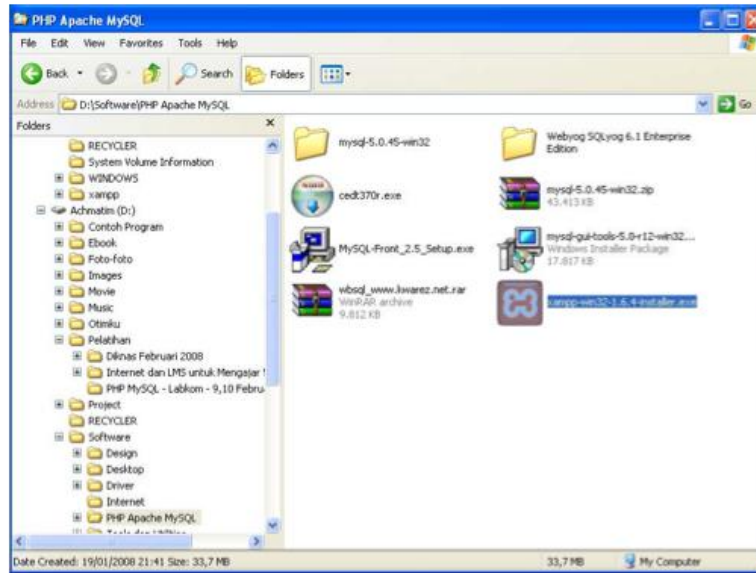 PHP Apache MySQL
File Edit View Favorites Tools Help
Back Search Folders
Address D:\Software\PHP Apache MySQL Go
Folders
RECYCLER
System Volume Information
WINDOWS
xampp
Achmatim (D:)
Contoh Program
Ebook
Foto-foto
Images
Movie
Music
Otimku
Pelatihan
Diknas Februari 2008
Internet dan LMS untuk Mengajar
PHP MySQL - Labkom - 9,10 Febru
Project
RECYCLER
Software
Design
Desktop
Driver
Internet
PHP Apache MySQL
mysql-5.0.45-win32
Webyog SQLyog 6.1 Enterprise
Edition
cedt370r.exe
mysql-5.0.45-win32.zip
43.413 KB
MySQL-Front_2.5_Setup.exe
mysql-gui-tools-5.0-r12-win32....
Windows Installer Package
17.817 KB
wbsql_www.kwarez.net.rar
WinRAR archive
9.812 KB
xampp-win32-1.6.4-installer.exe
Date Created: 19/01/2008 21:41 Size: 33,7 MB 33,7 MB My Computer